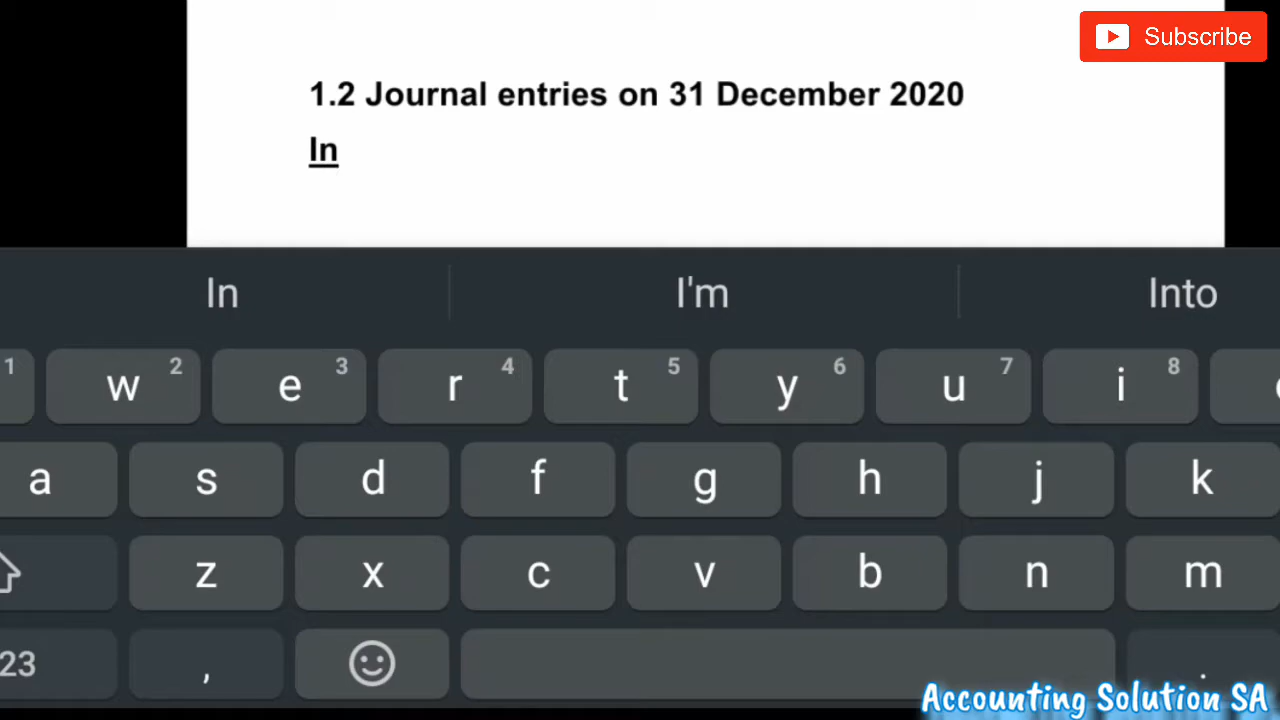 Subscribe
1.2 Journal entries on 31 December 2020
In
In I'm Into
1 w 2 e 3 r 4 t 5 y 6 u 7 i 8
a s d f g h j k
z x c v b n m
23 , .
Accounting Solution SA